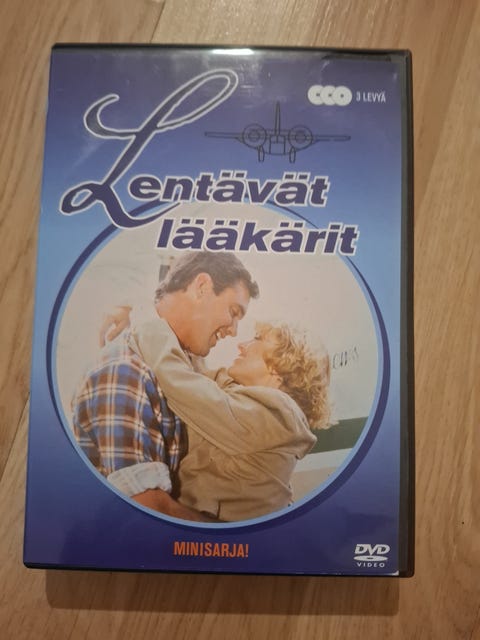 3 LEVYÄ
Lentävät
lääkärit
MINISARJA!
DVD
VIDEO